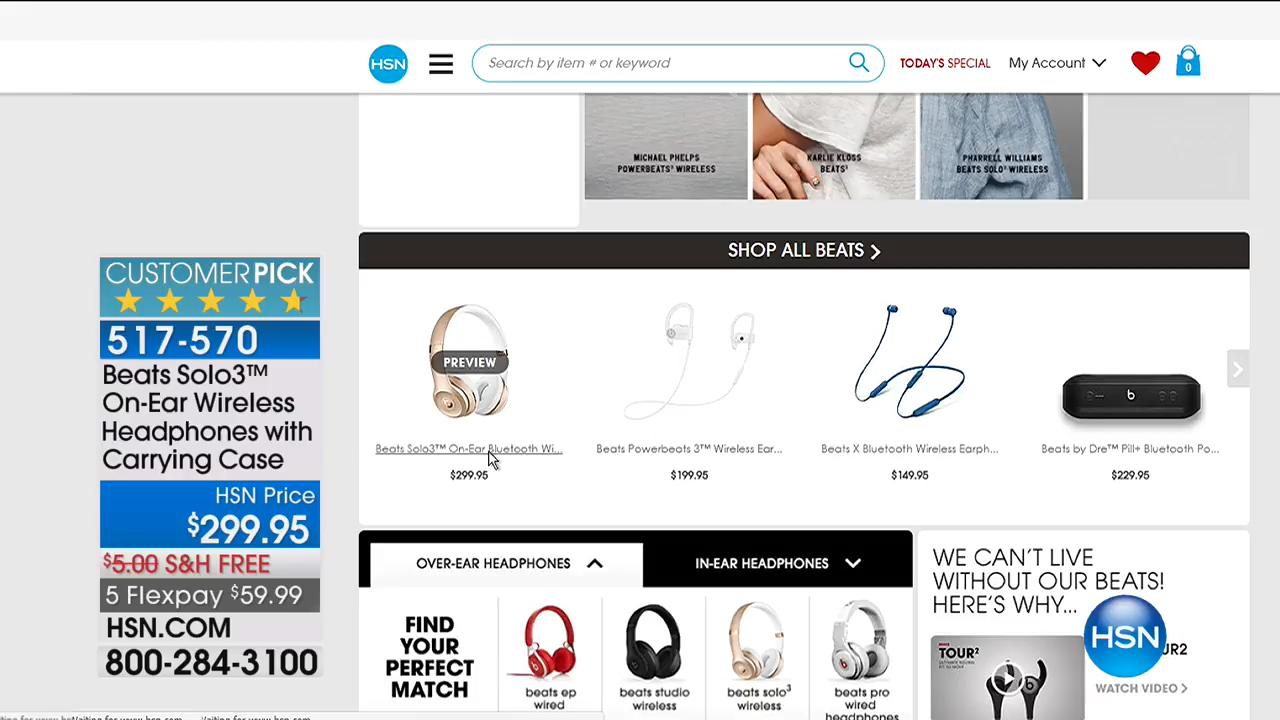 HSN
Search by item # or keyword
TODAY'S SPECIAL
My Account
0
MICHAEL PHELPS
POWERBEATS³ WIRELESS
KARLIE KLOSS
BEATS³
PHARRELL WILLIAMS
BEATS SOLO³ WIRELESS
SHOP ALL BEATS
PREVIEW
Beats Solo3™ On-Ear Bluetooth Wi...
$299.95
Beats Powerbeats 3™ Wireless Ear...
$199.95
Beats X Bluetooth Wireless Earph...
$149.95
Beats by Dre™ Pill+ Bluetooth Po...
$229.95
CUSTOMER PICK
517-570
Beats Solo3™
On-Ear Wireless
Headphones with
Carrying Case
HSN Price
$299.95
$5.00 S&H FREE
5 Flexpay $59.99
HSN.COM
800-284-3100
OVER-EAR HEADPHONES
IN-EAR HEADPHONES
FIND
YOUR
PERFECT
MATCH
beats ep
wired
beats studio
wireless
beats solo³
wireless
beats pro
wired
headphones
WE CAN'T LIVE
WITHOUT OUR BEATS!
HERE'S WHY...
TOUR²
HSN
UR2
WATCH VIDEO